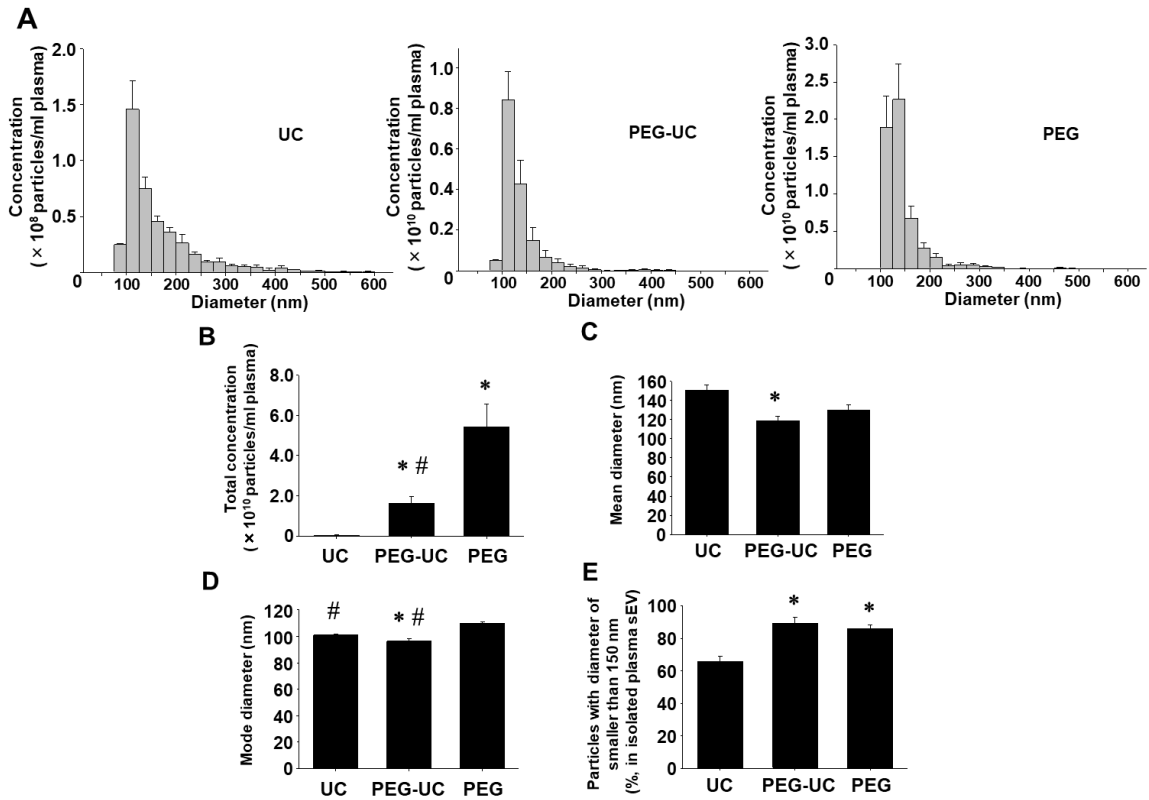 A
Concentration
(×10⁸ particles/ml plasma)
2.0
1.5
1.0
0.5
0
UC
100 200 300 400 500 600
Diameter (nm)
Concentration
(×10¹⁰ particles/ml plasma)
1.0
0.8
0.6
0.4
0.2
0
PEG-UC
100 200 300 400 500 600
Diameter (nm)
Concentration
(×10¹⁰ particles/ml plasma)
3.0
2.5
2.0
1.5
1.0
0.5
0
PEG
100 200 300 400 500 600
Diameter (nm)
B
Total concentration
(×10¹⁰ particles/ml plasma)
8.0
6.0
4.0
2.0
0
* #
*
UC PEG-UC PEG
C
Mean diameter (nm)
160
140
120
100
80
60
40
20
0
*
UC PEG-UC PEG
D
Mode diameter (nm)
120
100
80
60
40
20
0
#
* #
UC PEG-UC PEG
E
Particles with diameter of
smaller than 150 nm
(%, in isolated plasma sEV)
100
80
60
40
20
0
*
*
UC PEG-UC PEG